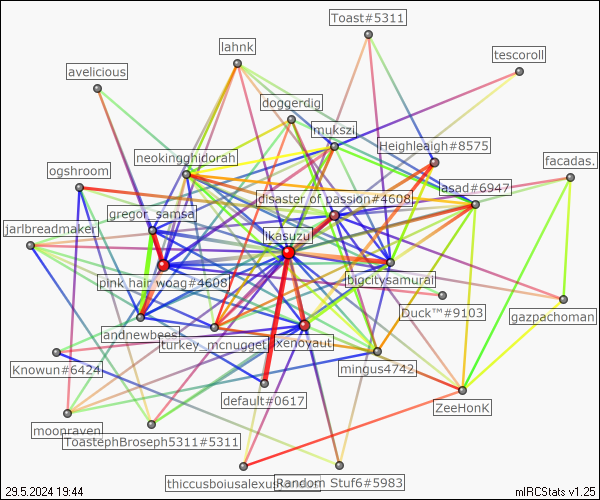 Toast#5311
lahnk
tescoroll
avelicious
doggerdig
mukszi
Heighleaigh#8575
neokingghidorah
facadas.
ogshroom
disaster of passion#4608
asad#6947
gregor_samsa
jarlbreadmaker
ikasuzu
pink hair woag#4608
bigcitysamurai
Duck™#9103
gazpachoman
andnewbees
turkey_mcnugget
xenoyaut
Knowun#6424
mingus4742
default#0617
ZeeHonK
moonraven
ToastephBroseph5311#5311
thiccusboiusalexus
Random Stuf6#5983
29.5.2024 19:44
mIRCStats v1.25